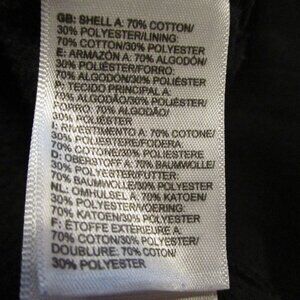 GB: SHELL A: 70% COTTON/
30% POLYESTER/LINING:
70% COTTON/30% POLYESTER
E: ARMAZÓN A: 70% ALGODÓN/
30% POLIÉSTER/FORRO:
70% ALGODÓN/30% POLIÉSTER
P: TECIDO PRINCIPAL A:
70% ALGODÃO/30% POLIÉSTER/
FORRO: 70% ALGODÃO/
30% POLIÉSTER
I: RIVESTIMENTO A: 70% COTONE/
30% POLIESTERE/FODERA:
70% COTONE/30% POLIESTERE
D: OBERSTOFF A: 70% BAUMWOLLE/
30% POLYESTER/FUTTER:
70% BAUMWOLLE/30% POLYESTER
NL: OMHULSEL A: 70% KATOEN/
30% POLYESTER/VOERING:
70% KATOEN/30% POLYESTER
F: ÉTOFFE EXTÉRIEURE A:
70% COTON/30% POLYESTER/
DOUBLURE: 70% COTON/
30% POLYESTER